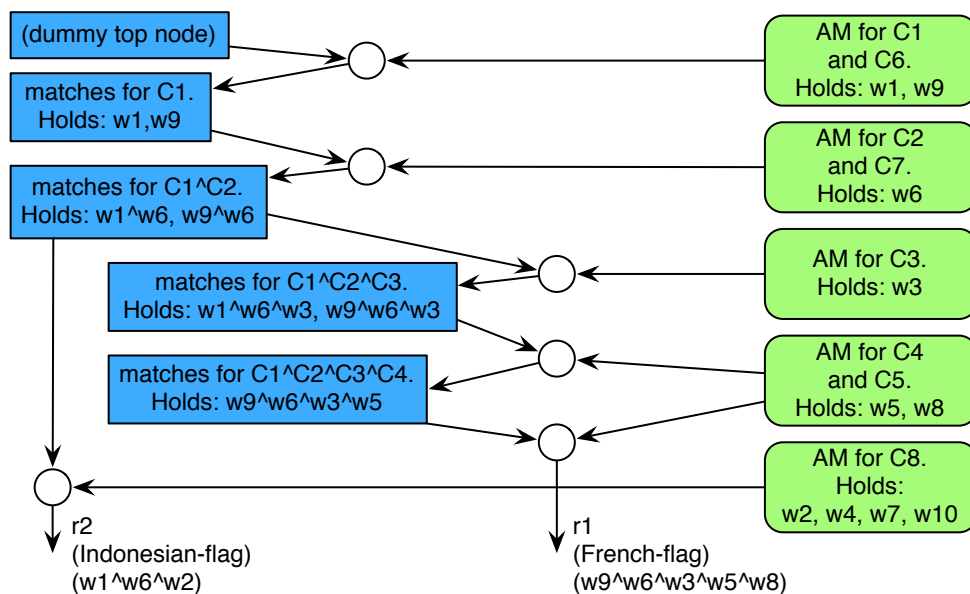 (dummy top node)
AM for C1
and C6.
Holds: w1, w9
matches for C1.
Holds: w1,w9
AM for C2
and C7.
Holds: w6
matches for C1^C2.
Holds: w1^w6, w9^w6
AM for C3.
Holds: w3
matches for C1^C2^C3.
Holds: w1^w6^w3, w9^w6^w3
AM for C4
and C5.
Holds: w5, w8
matches for C1^C2^C3^C4.
Holds: w9^w6^w3^w5
AM for C8.
Holds:
w2, w4, w7, w10
r2
(Indonesian-flag)
(w1^w6^w2)
r1
(French-flag)
(w9^w6^w3^w5^w8)